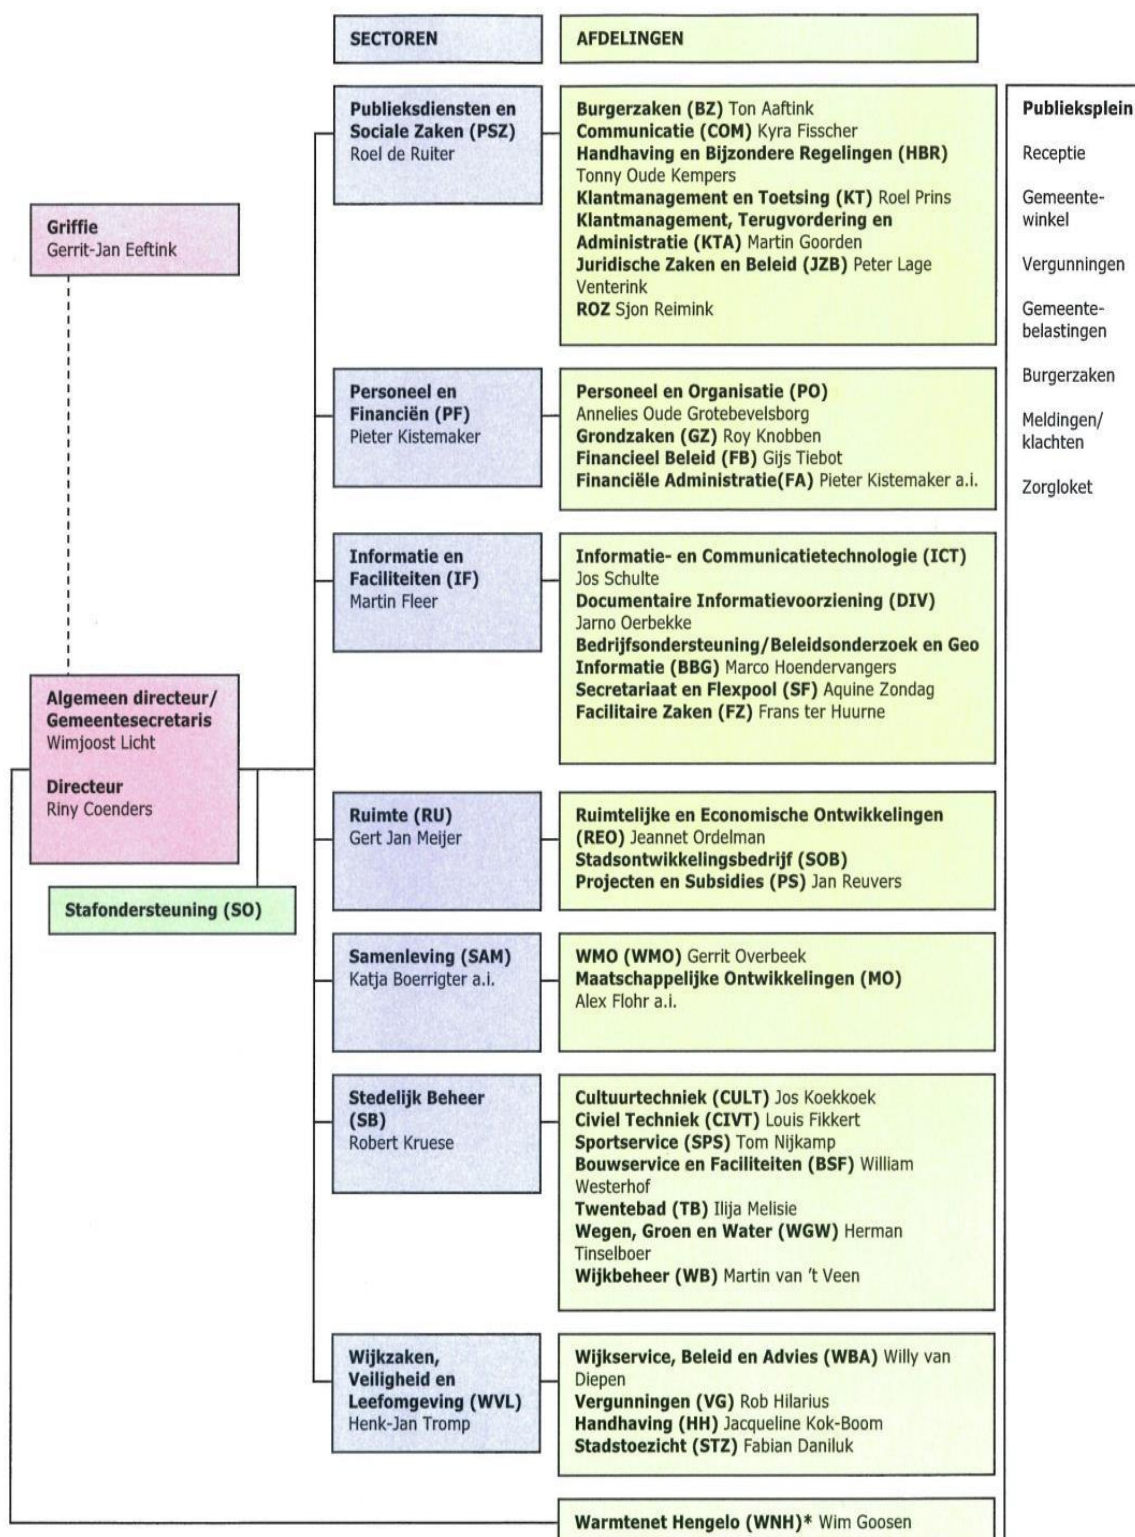 SECTOREN
AFDELINGEN
Publieksdiensten en
Sociale Zaken (PSZ)
Roel de Ruiter
Burgerzaken (BZ) Ton Aaftink
Communicatie (COM) Kyra Fisscher
Handhaving en Bijzondere Regelingen (HBR)
Tonny Oude Kempers
Klantmanagement en Toetsing (KT) Roel Prins
Klantmanagement, Terugvordering en
Administratie (KTA) Martin Goorden
Juridische Zaken en Beleid (JZB) Peter Lage
Venterink
ROZ Sjon Reimink
Publieksplein
Receptie
Gemeente-
winkel
Vergunningen
Gemeente-
belastingen
Burgerzaken
Meldingen/
klachten
Zorgloket
Griffie
Gerrit-Jan Eeftink
Personeel en
Financiën (PF)
Pieter Kistemaker
Personeel en Organisatie (PO)
Annelies Oude Grotebevelsborg
Grondzaken (GZ) Roy Knobben
Financieel Beleid (FB) Gijs Tiebot
Financiële Administratie(FA) Pieter Kistemaker a.i.
Informatie en
Faciliteiten (IF)
Martin Fleer
Informatie- en Communicatietechnologie (ICT)
Jos Schulte
Documentaire Informatievoorziening (DIV)
Jarno Oerbekke
Bedrijfsondersteuning/Beleidsonderzoek en Geo
Informatie (BBG) Marco Hoendervangers
Secretariaat en Flexpool (SF) Aquine Zondag
Facilitaire Zaken (FZ) Frans ter Huurne
Algemeen directeur/
Gemeentesecretaris
Wimjoost Licht
Directeur
Riny Coenders
Stafondersteuning (SO)
Ruimte (RU)
Gert Jan Meijer
Ruimtelijke en Economische Ontwikkelingen
(REO) Jeannet Ordelman
Stadsontwikkelingsbedrijf (SOB)
Projecten en Subsidies (PS) Jan Reuvers
Samenleving (SAM)
Katja Boerrigter a.i.
WMO (WMO) Gerrit Overbeek
Maatschappelijke Ontwikkelingen (MO)
Alex Flohr a.i.
Stedelijk Beheer
(SB)
Robert Kruese
Cultuurtechniek (CULT) Jos Koekkoek
Civiel Techniek (CIVT) Louis Fikkert
Sportservice (SPS) Tom Nijkamp
Bouwservice en Faciliteiten (BSF) William
Westerhof
Twentebad (TB) Ilija Melisie
Wegen, Groen en Water (WGW) Herman
Tinselboer
Wijkbeheer (WB) Martin van 't Veen
Wijkzaken,
Veiligheid en
Leefomgeving (WVL)
Henk-Jan Tromp
Wijkservice, Beleid en Advies (WBA) Willy van
Diepen
Vergunningen (VG) Rob Hilarius
Handhaving (HH) Jacqueline Kok-Boom
Stadstoezicht (STZ) Fabian Daniluk
Warmtenet Hengelo (WNH)* Wim Goosen